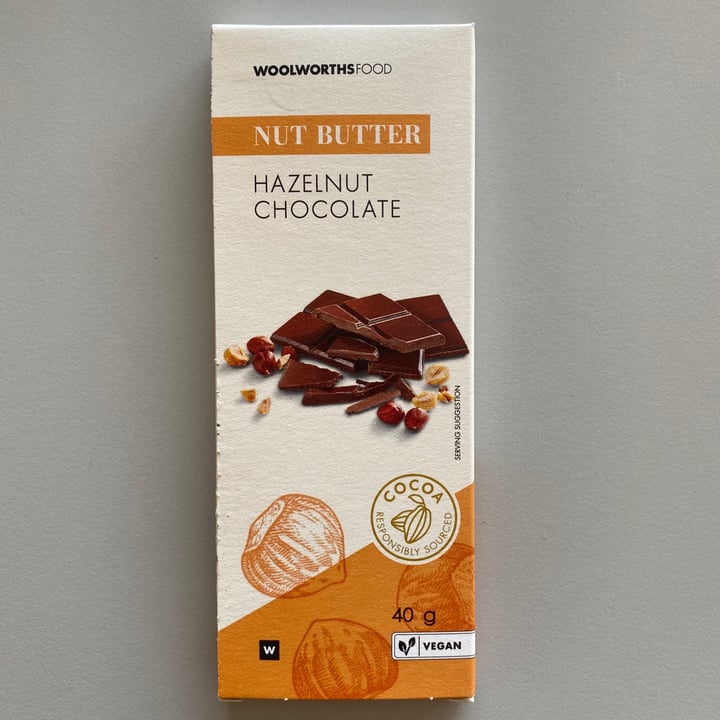 WOOLWORTHSFOOD
NUT BUTTER
HAZELNUT
CHOCOLATE
SERVING SUGGESTION
COCOA
RESPONSIBLY SOURCED
40 g
W
VEGAN